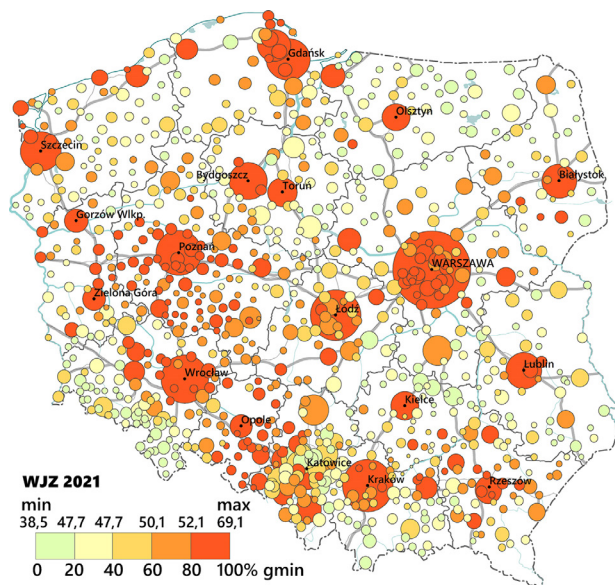 Gdańsk
Olsztyn
Szczecin
Bydgoszcz
Toruń
Białystok
Gorzów Wlkp.
Poznań
WARSZAWA
Zielona Góra
Łódź
Wrocław
Lublin
Kielce
Opole
Katowice
Kraków
Rzeszów
WJZ 2021
min max
38,5 47,7 47,7 50,1 52,1 69,1
0 20 40 60 80 100% gmin